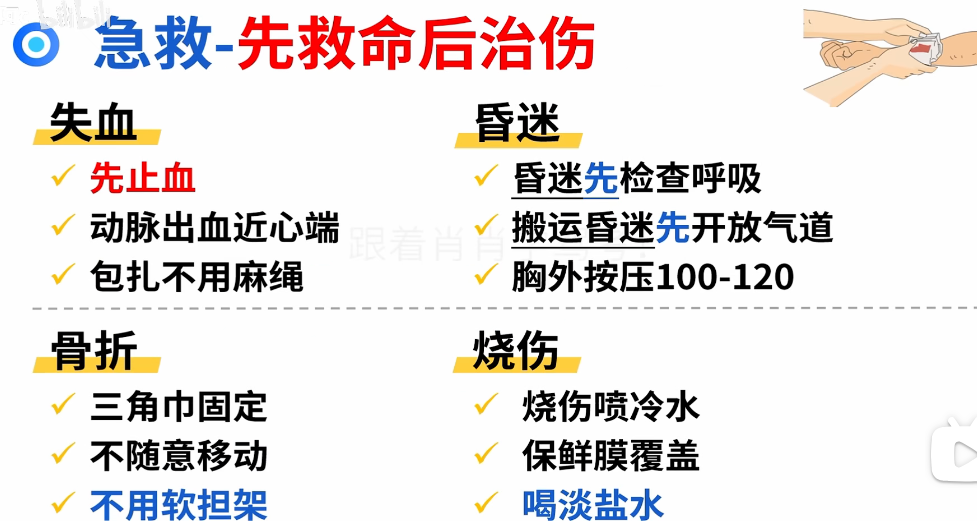 急救-先救命后治伤
失血
先止血
动脉出血近心端
包扎不用麻绳
昏迷
昏迷先检查呼吸
搬运昏迷先开放气道
胸外按压100-120
骨折
三角巾固定
不随意移动
不用软担架
烧伤
烧伤喷冷水
保鲜膜覆盖
喝淡盐水
跟着肖肖